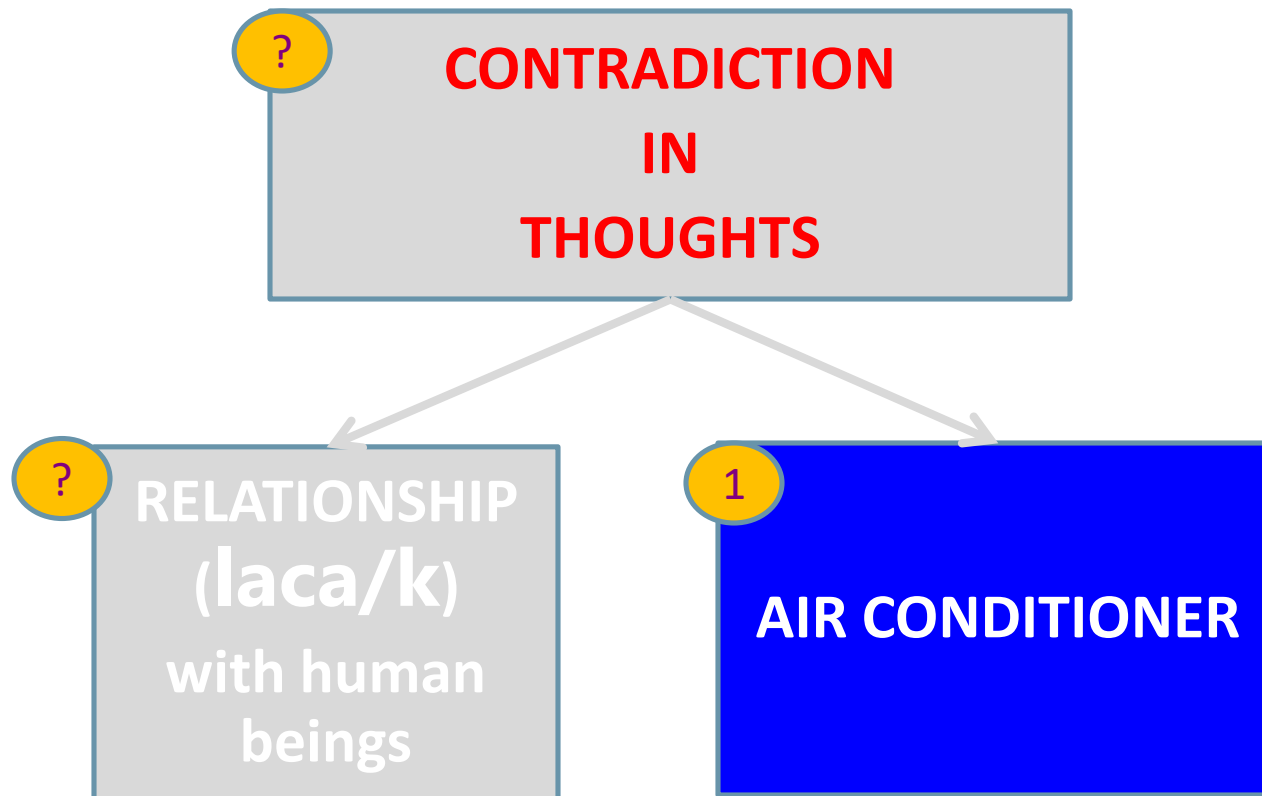 ?
CONTRADICTION
IN
THOUGHTS
?
RELATIONSHIP
(laca/k)
with human
beings
1
AIR CONDITIONER